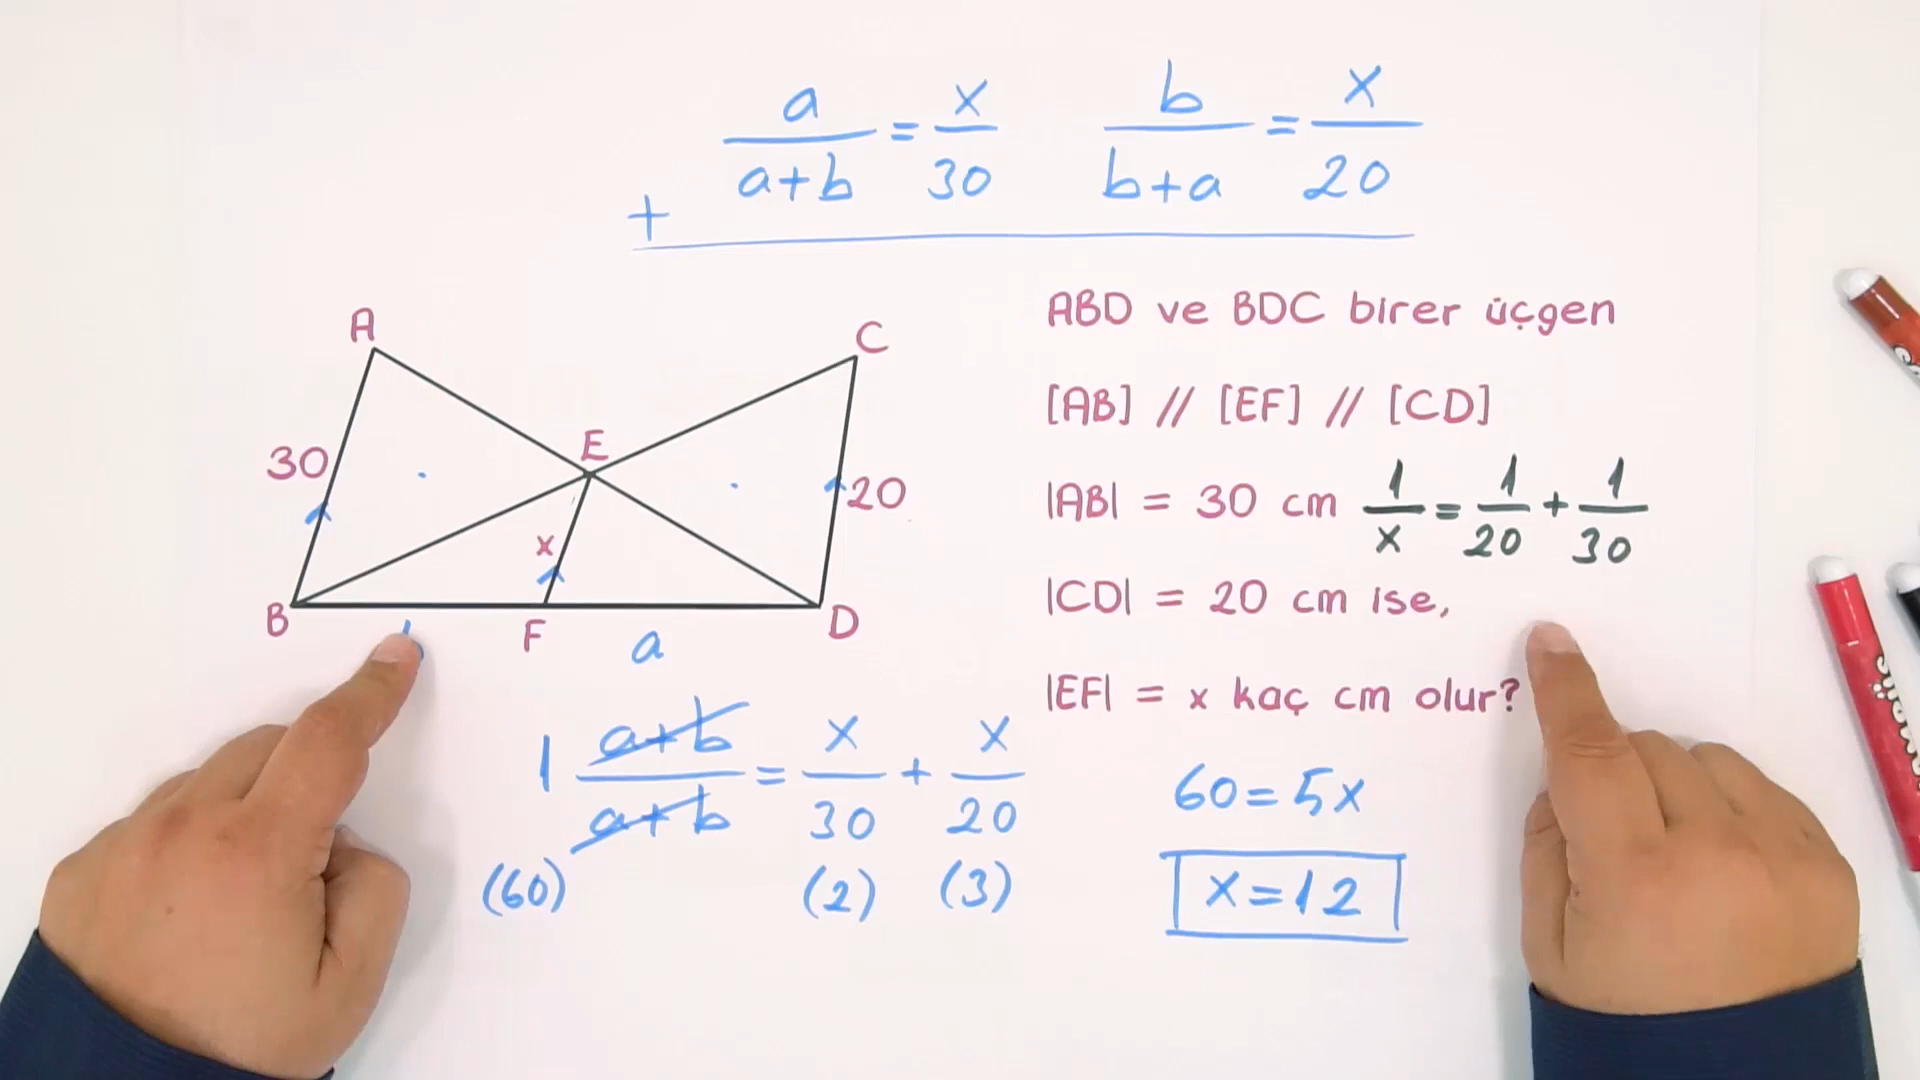 a/a+b = x/30 b/b+a = x/20
+
A
C
E
30
20
x
B
F
D
a
ABD ve BDC birer üçgen
[AB] // [EF] // [CD]
|AB| = 30 cm 1/x = 1/20 + 1/30
|CD| = 20 cm ise,
|EF| = x kaç cm olur?
1 a+b/a+b = x/30 + x/20
(60) (2) (3)
60=5x
x=12